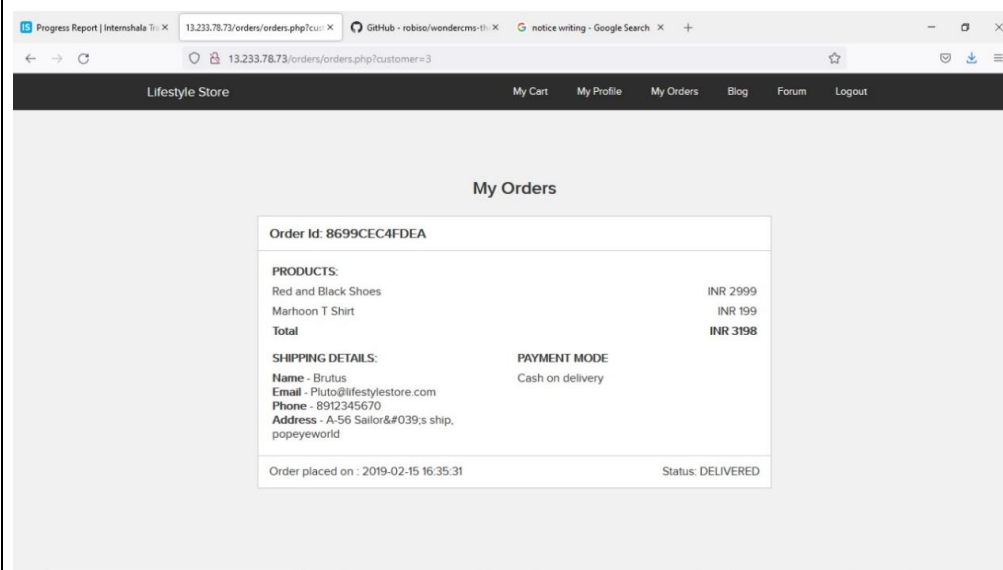 Progress Report | Internshala Tra
13.233.78.73/orders/orders.php?cust
GitHub - robiso/wondercms-th
notice writing - Google Search
13.233.78.73/orders/orders.php?customer=3
Lifestyle Store
My Cart
My Profile
My Orders
Blog
Forum
Logout
My Orders
Order Id: 8699CEC4FDEA
PRODUCTS:
Red and Black Shoes INR 2999
Marhoon T Shirt INR 199
Total INR 3198
SHIPPING DETAILS:
Name - Brutus
Email - Pluto@lifestylestore.com
Phone - 8912345670
Address - A-56 Sailor&#039;s ship,
popeyeworld
PAYMENT MODE
Cash on delivery
Order placed on : 2019-02-15 16:35:31 Status: DELIVERED